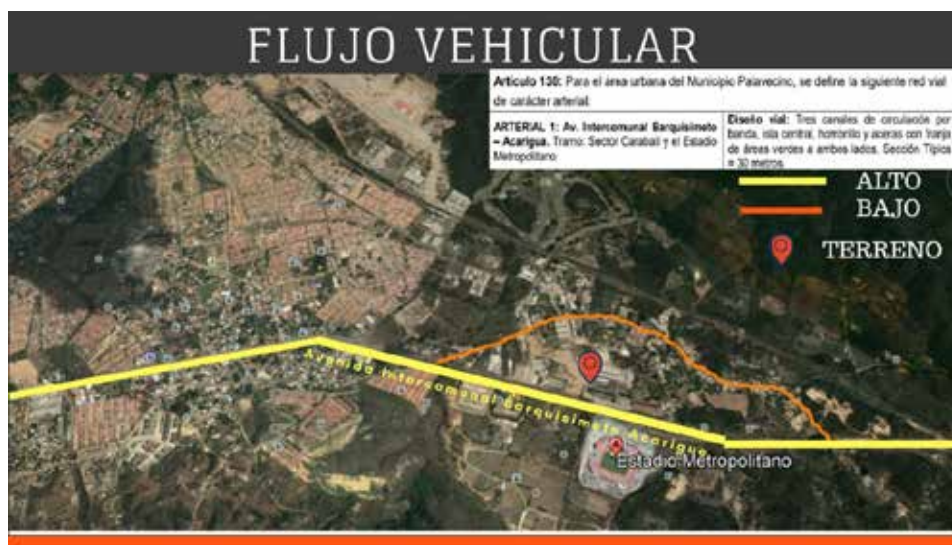 FLUJO VEHICULAR
Artículo 130: Para el área urbana del Municipio Palavecino, se define la siguiente red vial
de carácter arterial:
ARTERIAL 1: Av. Intercomunal Barquisimeto
– Acarigua. Tramo: Sector Carabalí y el Estadio
Metropolitano
Diseño vial: Tres canales de circulación por
banda, isla central, hombrillo y aceras con franja
de áreas verdes a ambos lados. Sección Típica
= 30 metros.
ALTO
BAJO
TERRENO
Avenida Intercomunal Barquisimeto Acarigua
Estadio Metropolitano